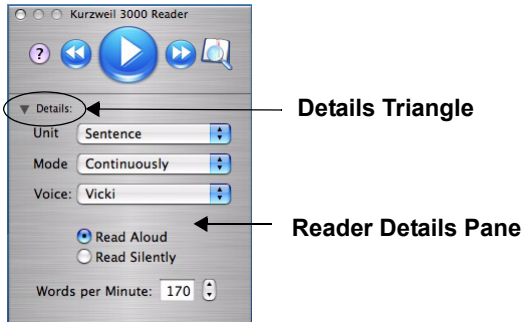 Kurzweil 3000 Reader
?
Details:
Details Triangle
Unit Sentence
Mode Continuously
Voice: Vicki
Reader Details Pane
Read Aloud
Read Silently
Words per Minute: 170